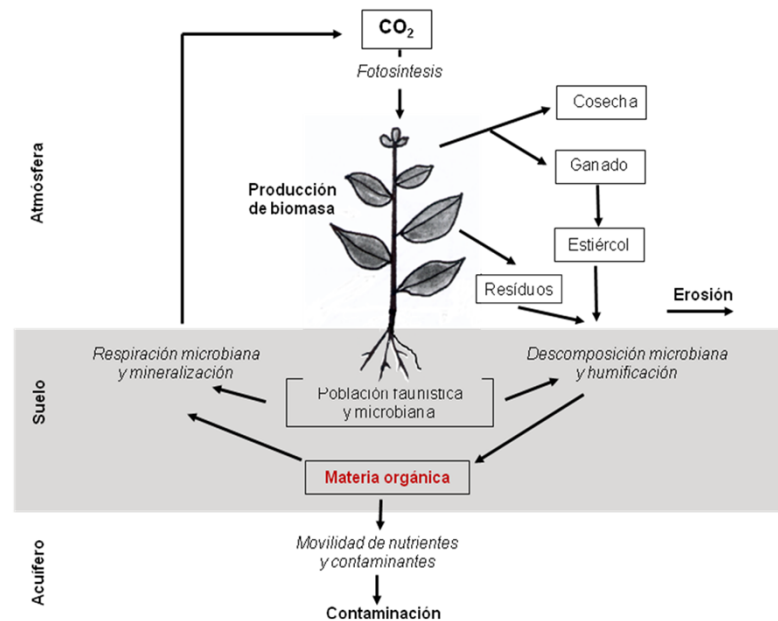 CO₂
Fotosíntesis
Cosecha
Ganado
Producción
de biomasa
Estiércol
Resíduos
Erosión
Atmósfera
Respiración microbiana
y mineralización
Descomposición microbiana
y humificación
Población faunística
y microbiana
Suelo
Materia orgánica
Movilidad de nutrientes
y contaminantes
Acuífero
Contaminación